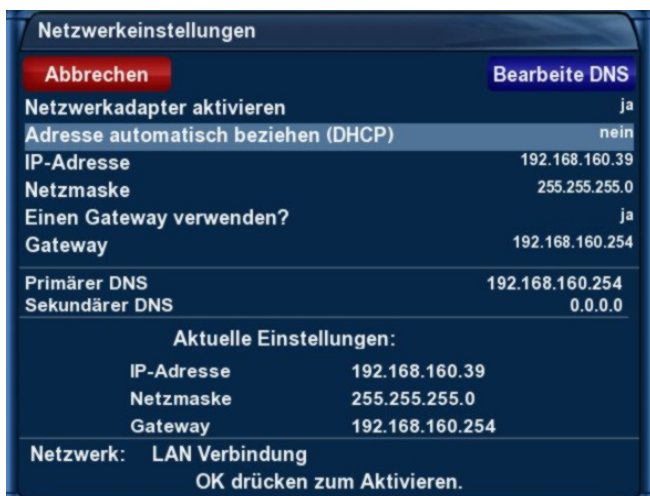 Netzwerkeinstellungen
Abbrechen Bearbeite DNS
Netzwerkadapter aktivieren ja
Adresse automatisch beziehen (DHCP) nein
IP-Adresse 192.168.160.39
Netzmaske 255.255.255.0
Einen Gateway verwenden? ja
Gateway 192.168.160.254
Primärer DNS 192.168.160.254
Sekundärer DNS 0.0.0.0
Aktuelle Einstellungen:
IP-Adresse 192.168.160.39
Netzmaske 255.255.255.0
Gateway 192.168.160.254
Netzwerk: LAN Verbindung
OK drücken zum Aktivieren.